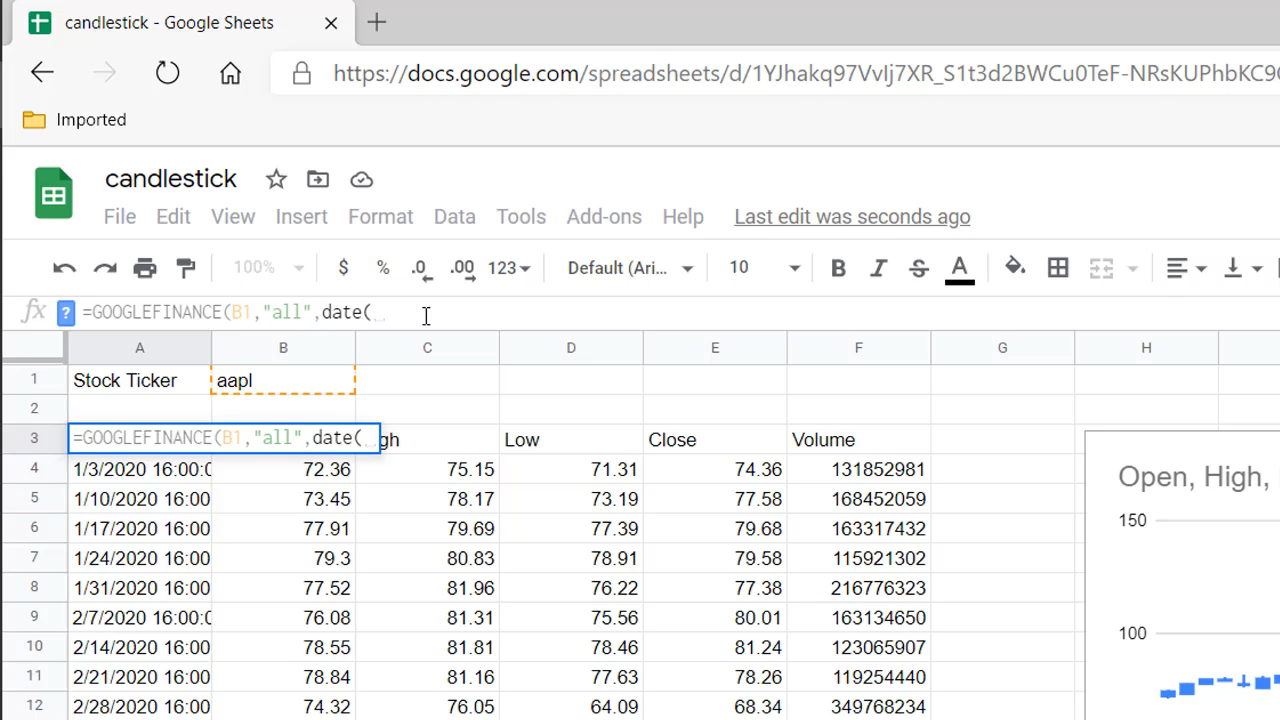 candlestick - Google Sheets
https://docs.google.com/spreadsheets/d/1YJhakq97VvIj7XR_S1t3d2BWCu0TeF-NRsKUPhbKC9
Imported
candlestick
File Edit View Insert Format Data Tools Add-ons Help Last edit was seconds ago
100% $ % .0 .00 123 Default (Ari... 10 B I S A
fx ? =GOOGLEFINANCE(B1,"all",date(
A B C D E F G H
1 Stock Ticker aapl
2
3 =GOOGLEFINANCE(B1,"all",date( gh Low Close Volume
4 1/3/2020 16:00:0 72.36 75.15 71.31 74.36 131852981
5 1/10/2020 16:00 73.45 78.17 73.19 77.58 168452059
6 1/17/2020 16:00 77.91 79.69 77.39 79.68 163317432
7 1/24/2020 16:00 79.3 80.83 78.91 79.58 115921302
8 1/31/2020 16:00 77.52 81.96 76.22 77.38 216776323
9 2/7/2020 16:00:0 76.08 81.31 75.56 80.01 163134650
10 2/14/2020 16:00 78.55 81.81 78.46 81.24 123065907
11 2/21/2020 16:00 78.84 81.16 77.63 78.26 119254440
12 2/28/2020 16:00 74.32 76.05 64.09 68.34 349768234
Open, High,
150
100